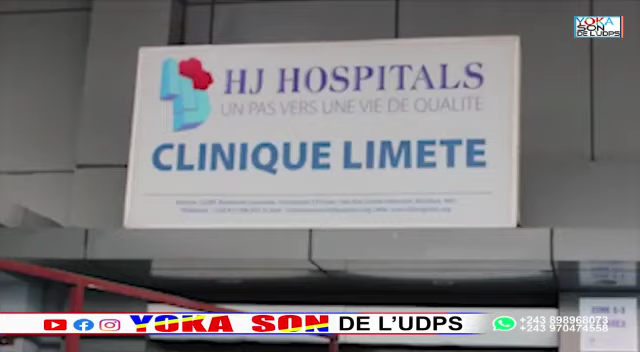 YOKA
SON
DE L'UDPS
HJ HOSPITALS
UN PAS VERS UNE VIE DE QUALITE
CLINIQUE LIMETE
YOKA SON DE L'UDPS
+243 898968073
+243 970474558